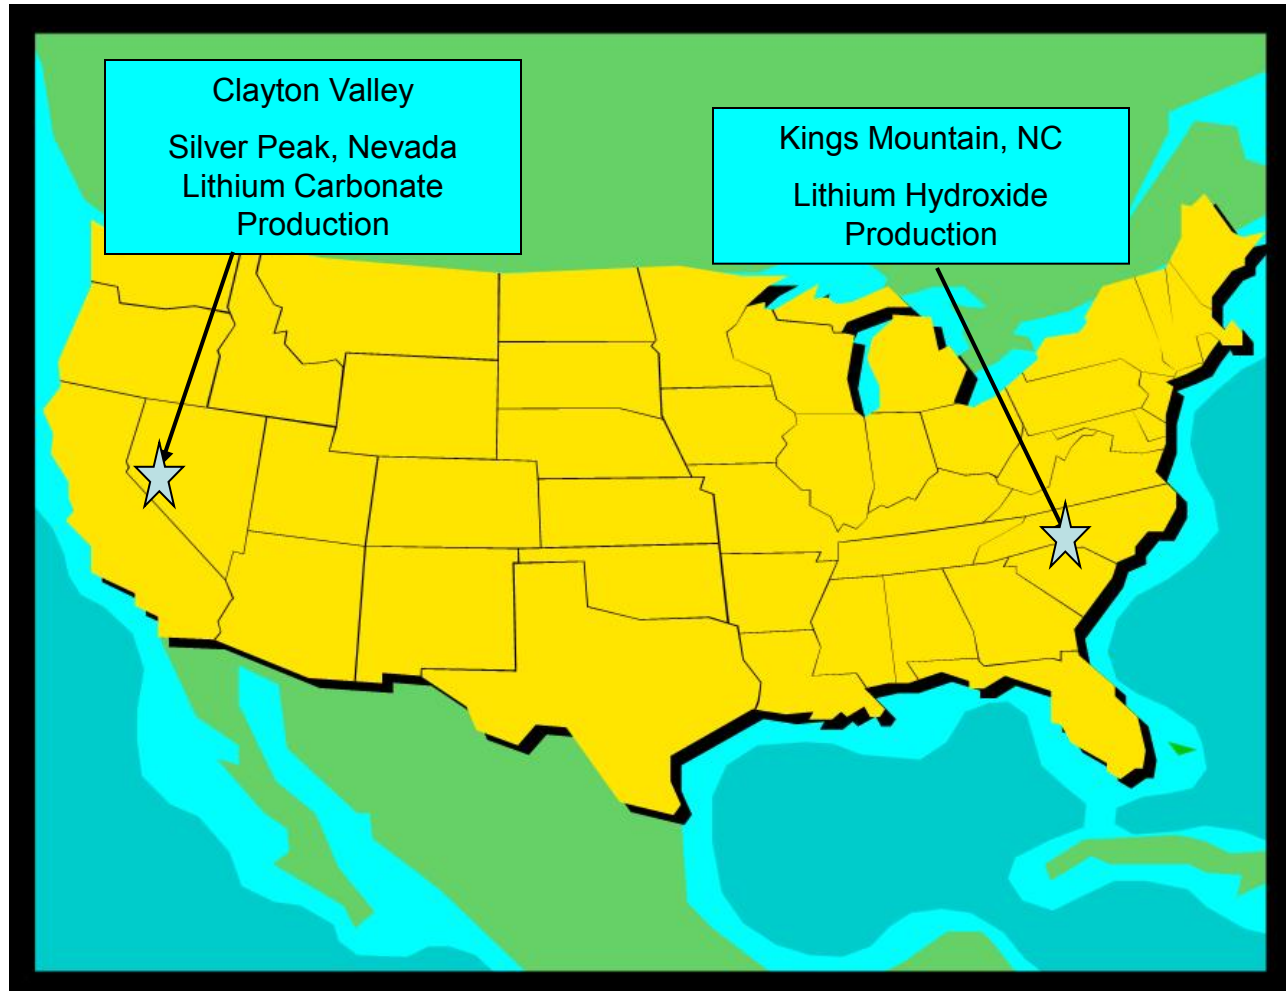 Clayton Valley
Silver Peak, Nevada
Lithium Carbonate
Production
Kings Mountain, NC
Lithium Hydroxide
Production